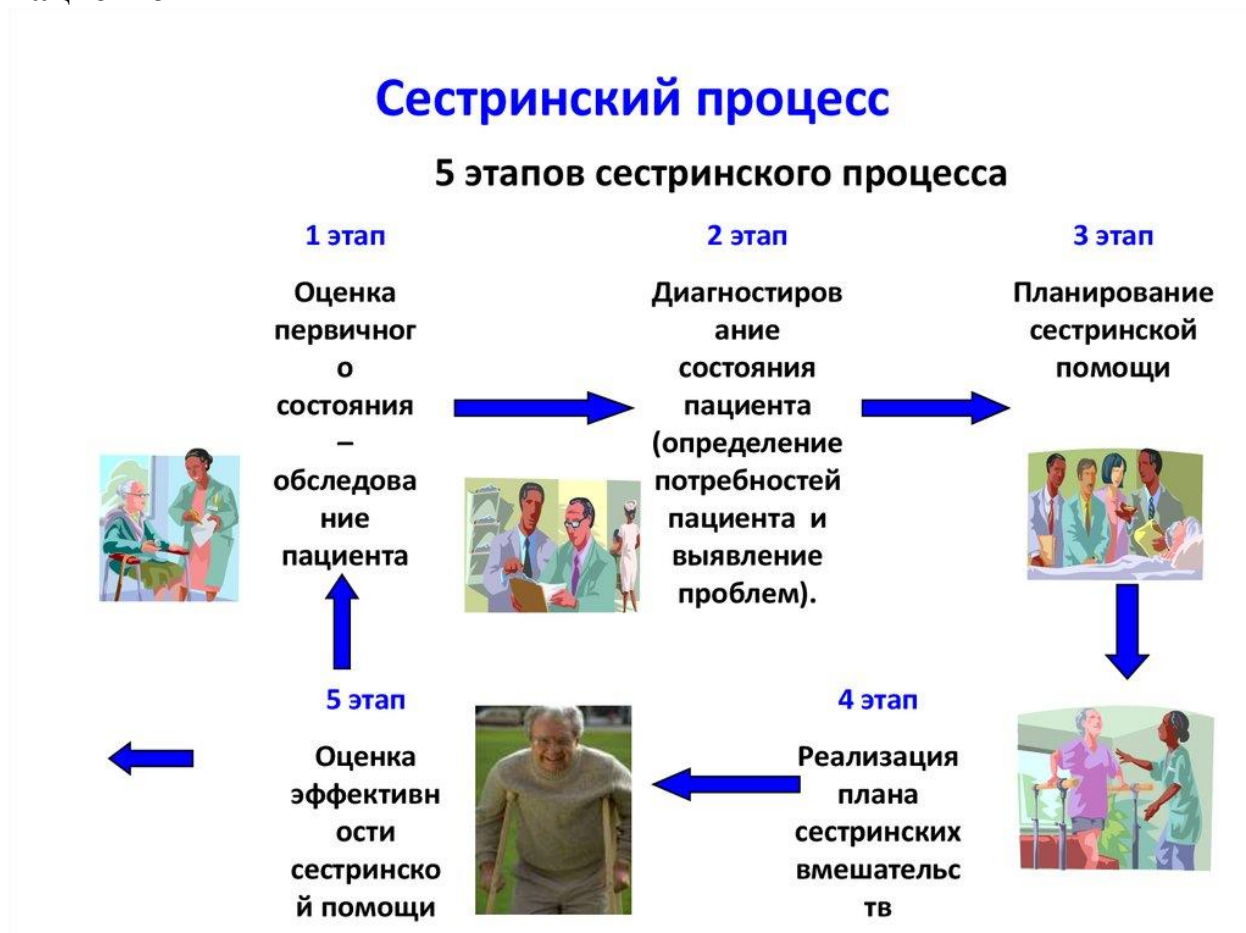 Сестринский процесс
5 этапов сестринского процесса
1 этап
Оценка
первичног
о
состояния
–
обследова
ние
пациента
2 этап
Диагностиров
ание
состояния
пациента
(определение
потребностей
пациента и
выявление
проблем).
3 этап
Планирование
сестринской
помощи
4 этап
Реализация
плана
сестринских
вмешательс
тв
5 этап
Оценка
эффективн
ости
сестринско
й помощи